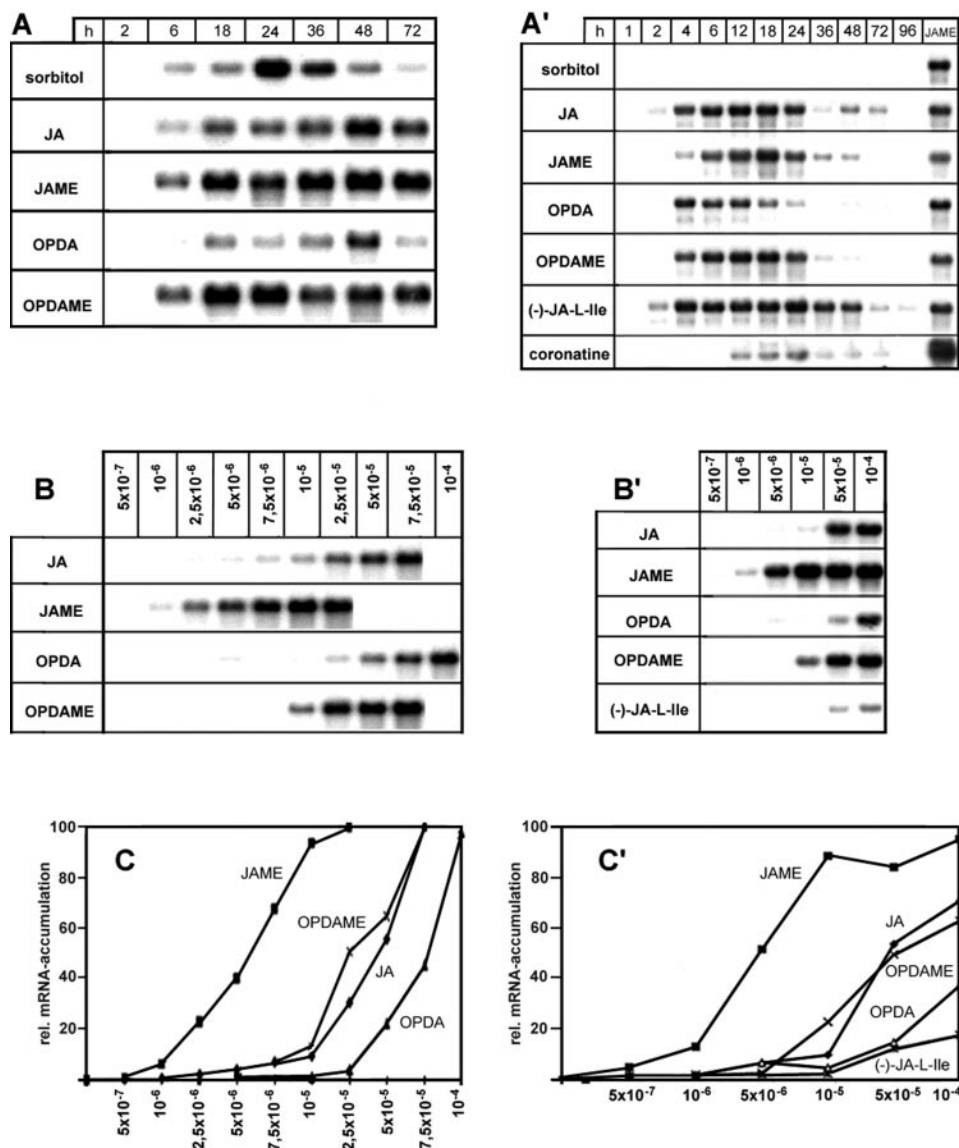 A
h 2 6 18 24 36 48 72
sorbitol
JA
JAME
OPDA
OPDAME
A'
h 1 2 4 6 12 18 24 36 48 72 96 JAME
sorbitol
JA
JAME
OPDA
OPDAME
(-)-JA-L-Ile
coronatine
B
5x10-7 10-6 2,5x10-6 5x10-6 7,5x10-6 10-5 2,5x10-5 5x10-5 7,5x10-5 10-4
JA
JAME
OPDA
OPDAME
B'
5x10-7 10-6 5x10-6 10-5 5x10-5 10-4
JA
JAME
OPDA
OPDAME
(-)-JA-L-Ile
C
rel. mRNA-accumulation
100
80
60
40
20
JAME
OPDAME
JA
OPDA
5x10-7 10-6 2,5x10-6 5x10-6 7,5x10-6 10-5 2,5x10-5 5x10-5 7,5x10-5 10-4
C'
rel. mRNA-accumulation
100
80
60
40
20
JAME
JA
OPDAME
OPDA
(-)-JA-L-Ile
5x10-7 10-6 5x10-6 10-5 5x10-5 10-4